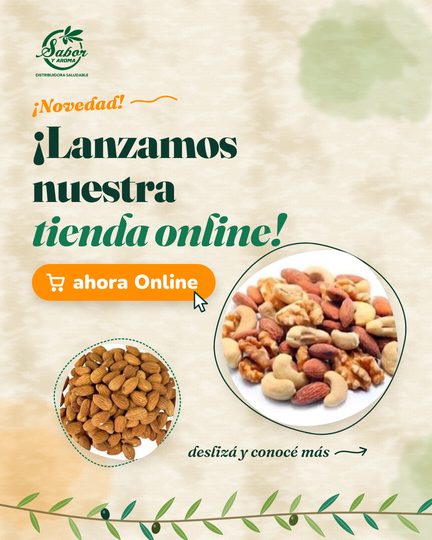 Sabor
Y AROMA
DISTRIBUIDORA SALUDABLE
¡Novedad!
¡Lanzamos
nuestra
tienda online!
ahora Online
deslizá y conocé más